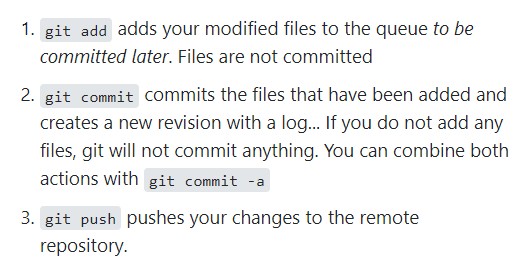 1. git add adds your modified files to the queue to be
committed later. Files are not committed
2. git commit commits the files that have been added and
creates a new revision with a log... If you do not add any
files, git will not commit anything. You can combine both
actions with git commit -a
3. git push pushes your changes to the remote
repository.